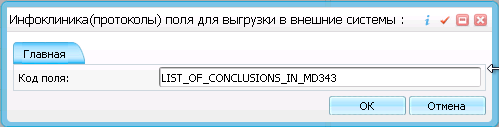 Инфоклиника(протоколы) поля для выгрузки в внешние системы :
Главная
Код поля: LIST_OF_CONCLUSIONS_IN_MD343
OK Отмена